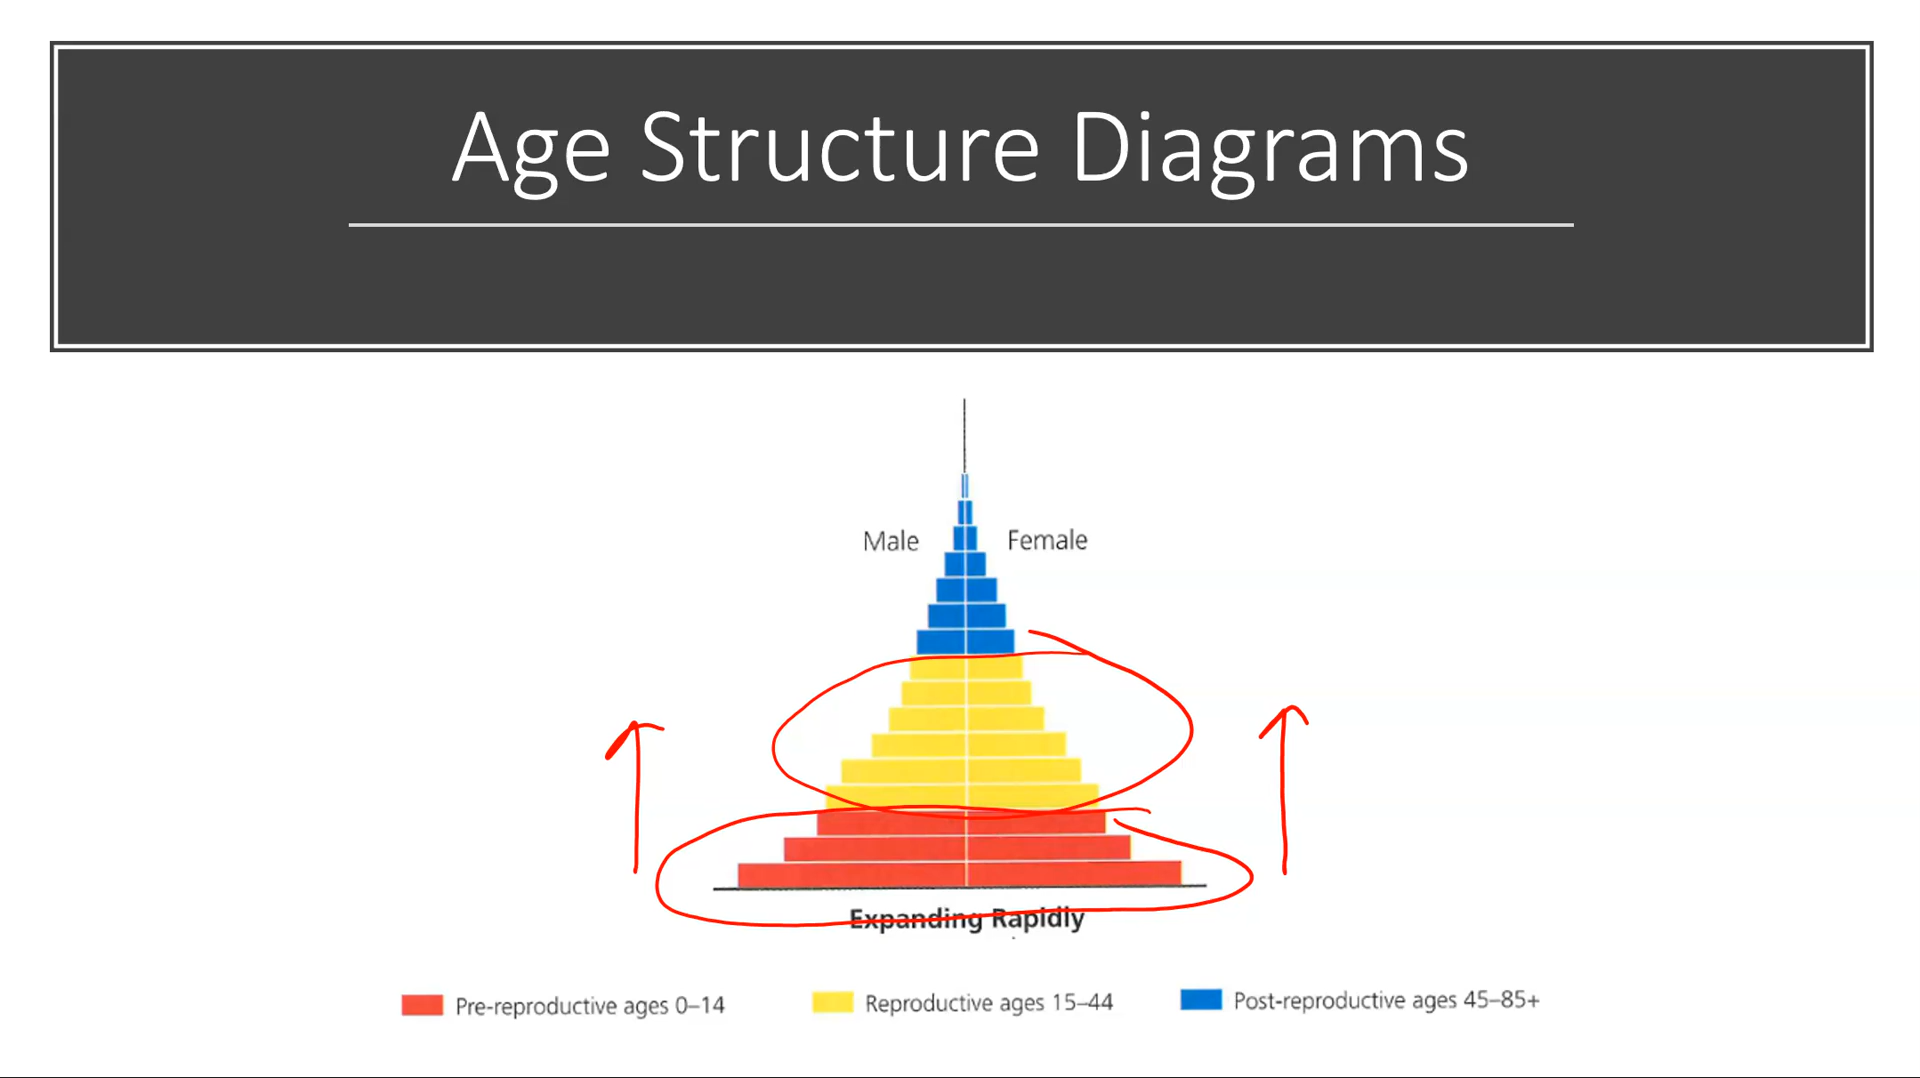 Age Structure Diagrams
Male
Female
Expanding Rapidly
Pre-reproductive ages 0–14
Reproductive ages 15–44
Post-reproductive ages 45–85+